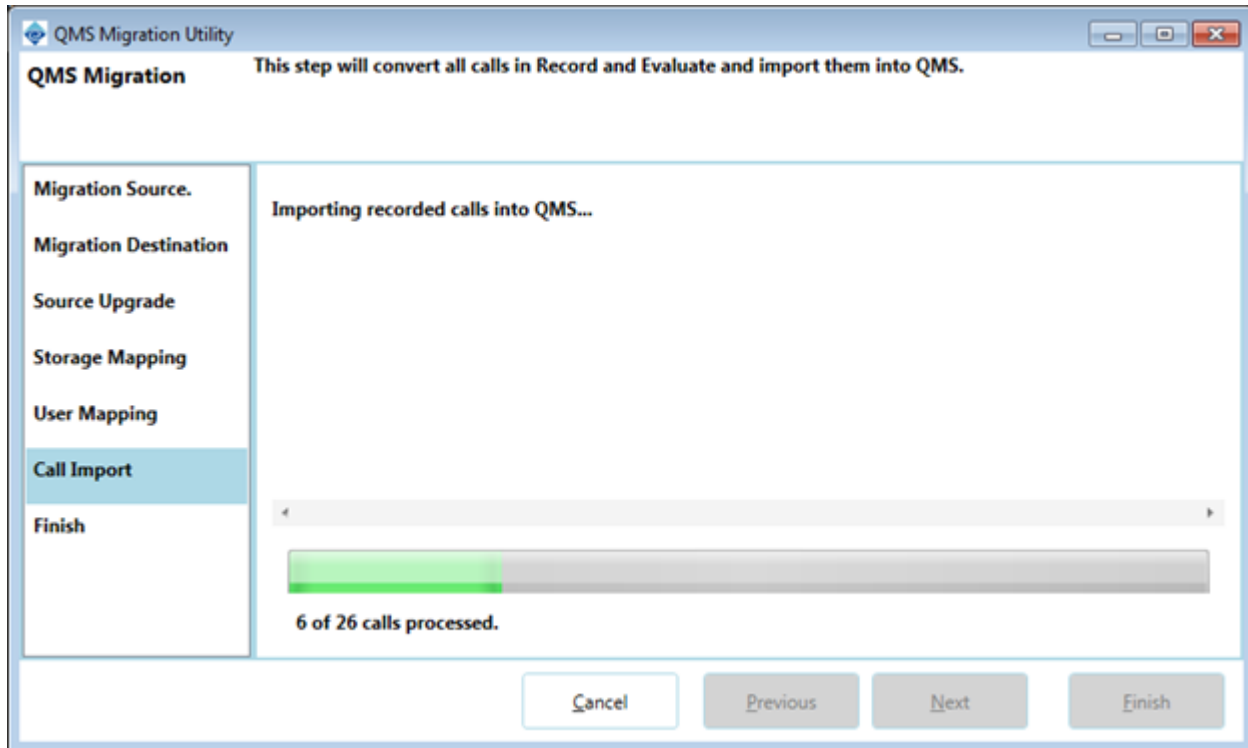 QMS Migration Utility
QMS Migration
This step will convert all calls in Record and Evaluate and import them into QMS.
Migration Source.
Migration Destination
Source Upgrade
Storage Mapping
User Mapping
Call Import
Finish
Importing recorded calls into QMS...
6 of 26 calls processed.
Cancel
Previous
Next
Finish